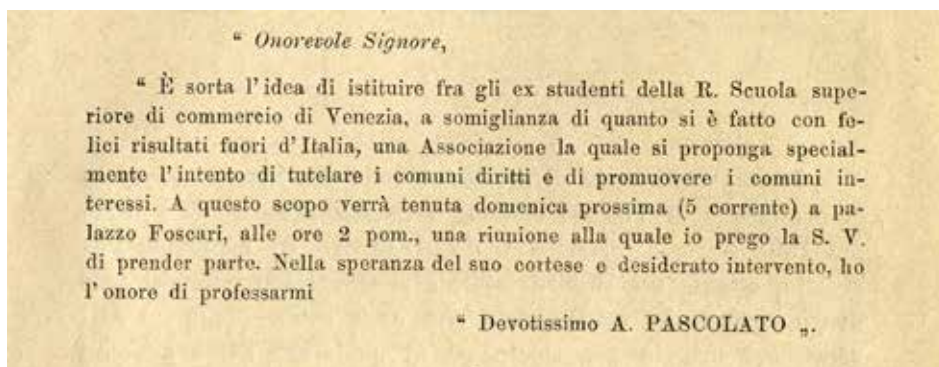 “ Onorevole Signore,
“ È sorta l'idea di istituire fra gli ex studenti della R. Scuola supe-
riore di commercio di Venezia, a somiglianza di quanto si è fatto con fe-
lici risultati fuori d'Italia, una Associazione la quale si proponga special-
mente l'intento di tutelare i comuni diritti e di promuovere i comuni in-
teressi. A questo scopo verrà tenuta domenica prossima (5 corrente) a pa-
lazzo Foscari, alle ore 2 pom., una riunione alla quale io prego la S. V.
di prender parte. Nella speranza del suo cortese e desiderato intervento, ho
l'onore di professarmi
“ Devotissimo A. PASCOLATO „.